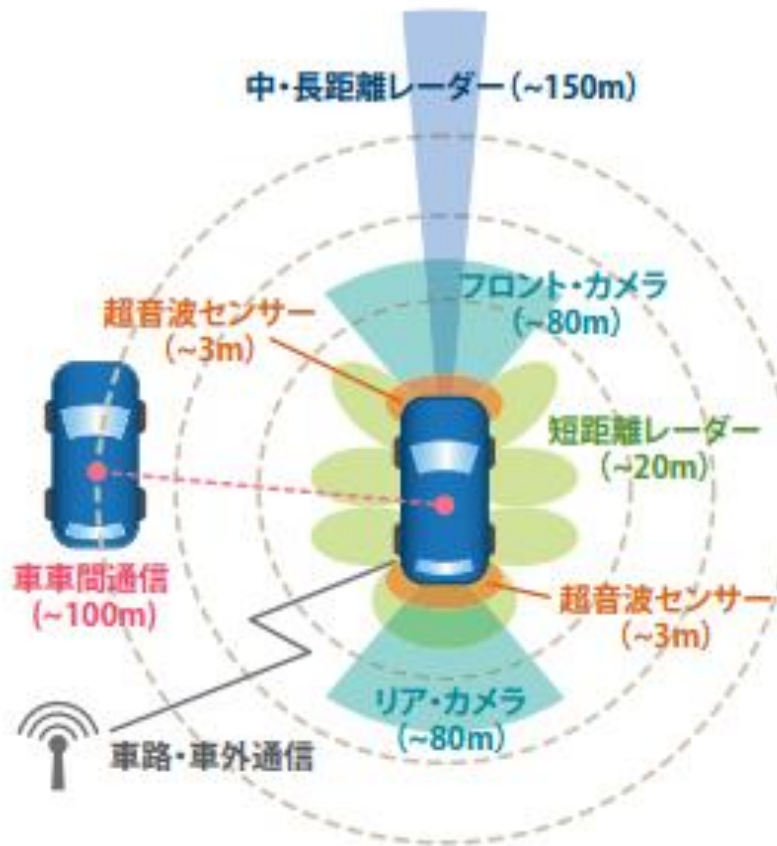 中・長距離レーダー(~150m)
フロント・カメラ
(~80m)
超音波センサー
(~3m)
短距離レーダー
(~20m)
車車間通信
(~100m)
超音波センサー
(~3m)
リア・カメラ
(~80m)
車路・車外通信